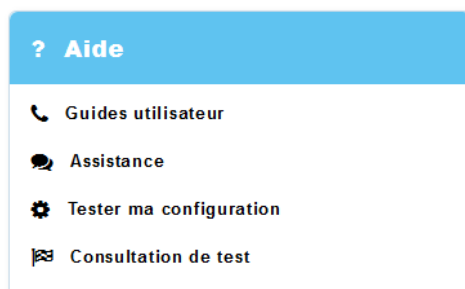 ? Aide
Guides utilisateur
Assistance
Tester ma configuration
Consultation de test